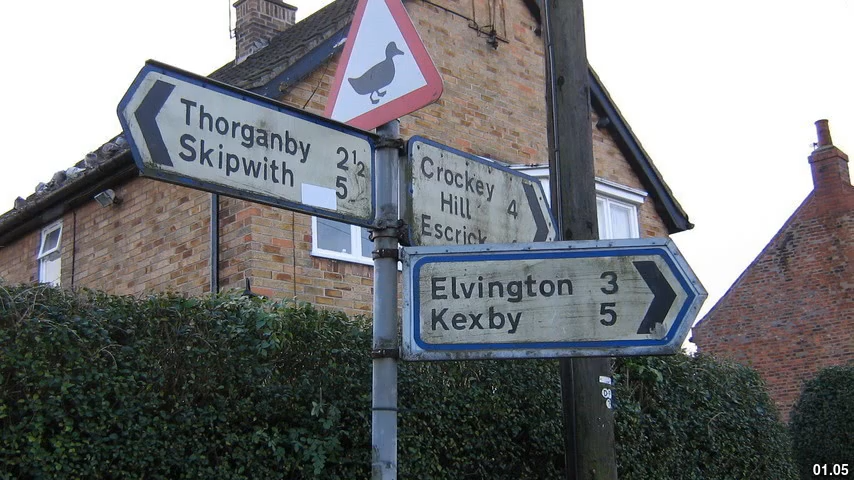 Thorganby 2½
Skipwith 5
Crockey
Hill 4
Escrick
Elvington 3
Kexby 5
01.05